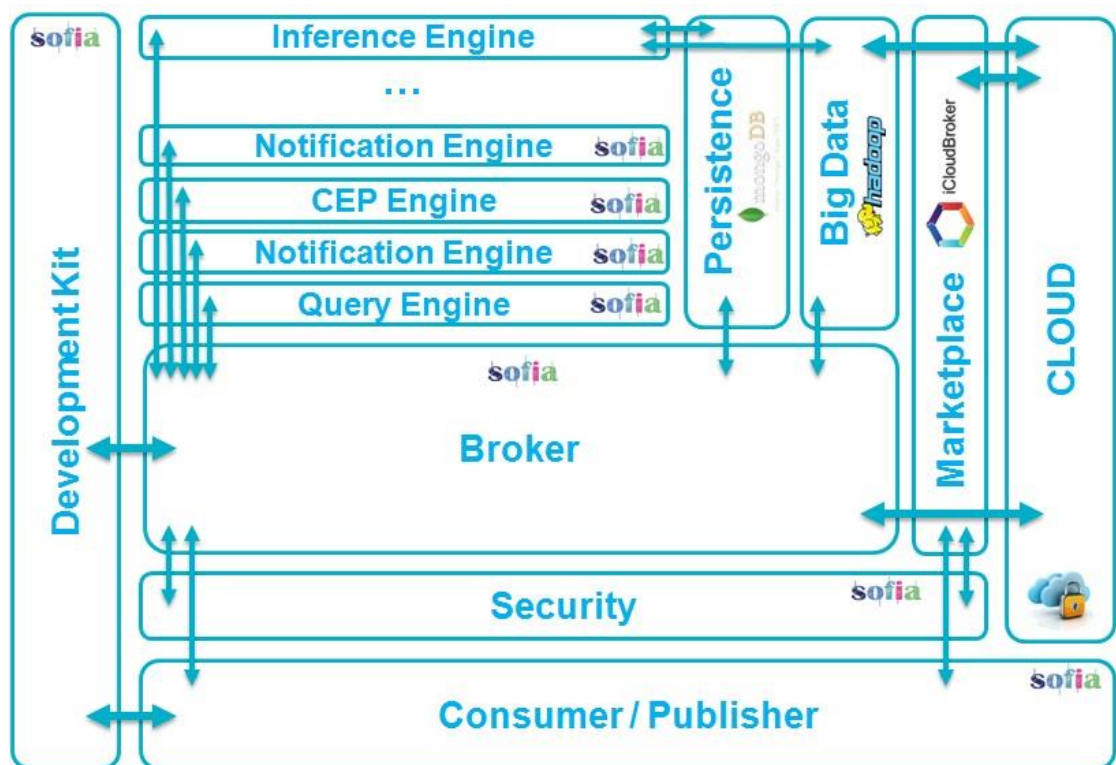 sofia
Inference Engine
...
Notification Engine
sofia
CEP Engine
sofia
Notification Engine
sofia
Query Engine
sofia
Persistence
mongoDB
Big Data
hadoop
Marketplace
iCloudBroker
CLOUD
Development Kit
sofia
Broker
Security
sofia
sofia
Consumer / Publisher